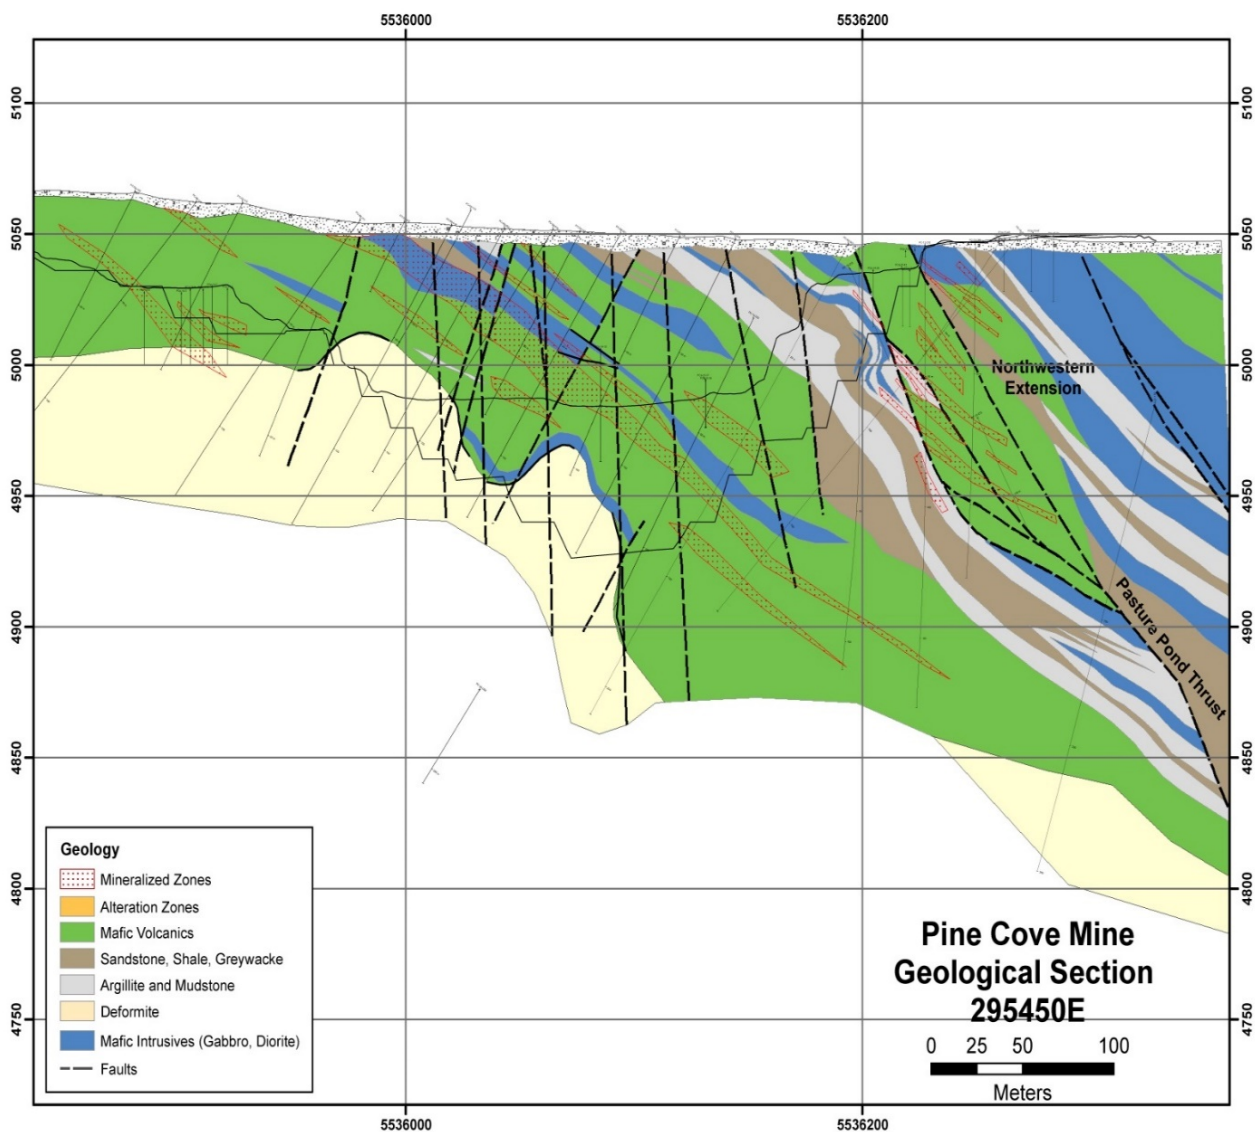 5536000 5536200
5100 5100
5050 5050
5000 5000
Northwestern
Extension
4950 4950
4900 4900
Pasture Pond Thrust
4850 4850
4800 4800
4750 4750
Geology
Mineralized Zones
Alteration Zones
Mafic Volcanics
Sandstone, Shale, Greywacke
Argillite and Mudstone
Deformite
Mafic Intrusives (Gabbro, Diorite)
Faults
Pine Cove Mine
Geological Section
295450E
0 25 50 100
Meters
5536000 5536200